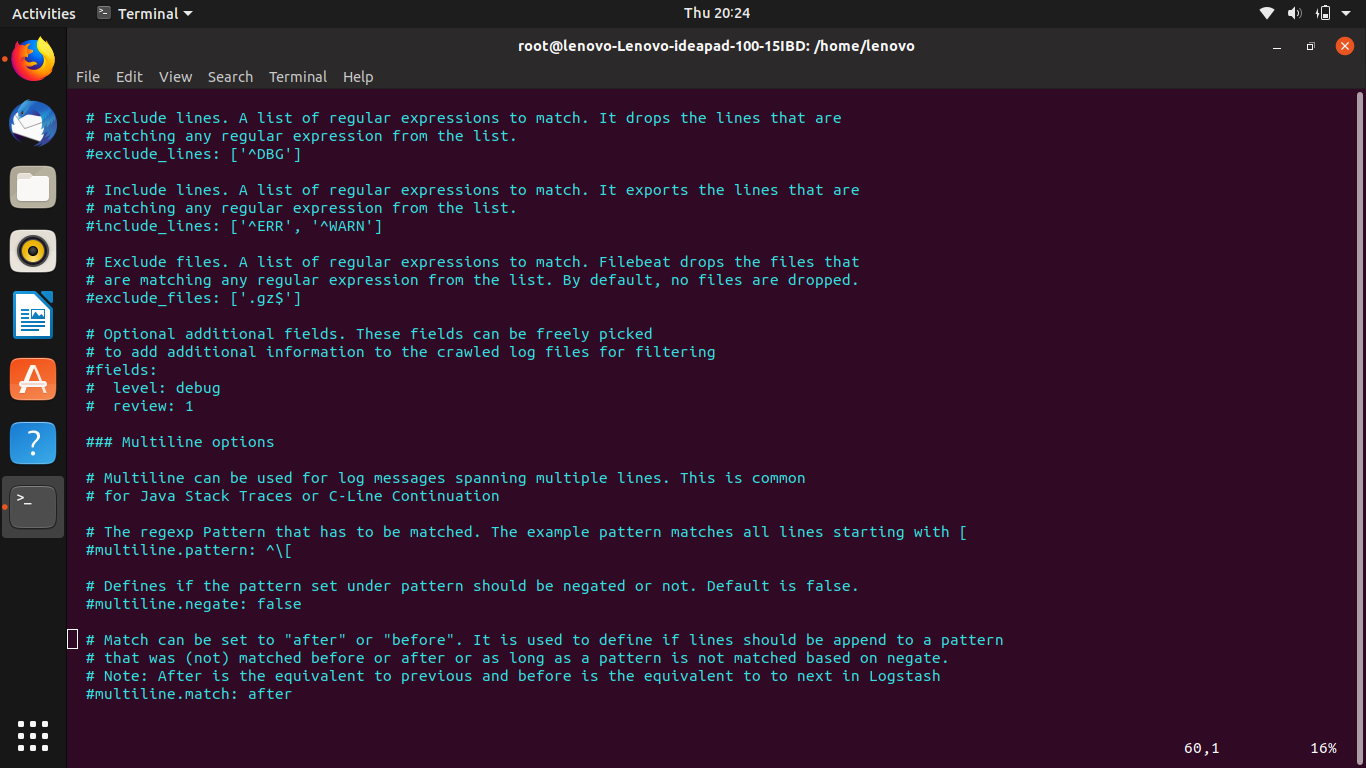 Activities
Terminal
Thu 20:24
root@lenovo-Lenovo-ideapad-100-15IBD: /home/lenovo
File Edit View Search Terminal Help
# Exclude lines. A list of regular expressions to match. It drops the lines that are
# matching any regular expression from the list.
#exclude_lines: ['^DBG']
# Include lines. A list of regular expressions to match. It exports the lines that are
# matching any regular expression from the list.
#include_lines: ['^ERR', '^WARN']
# Exclude files. A list of regular expressions to match. Filebeat drops the files that
# are matching any regular expression from the list. By default, no files are dropped.
#exclude_files: ['.gz$']
# Optional additional fields. These fields can be freely picked
# to add additional information to the crawled log files for filtering
#fields:
#  level: debug
#  review: 1
### Multiline options
# Multiline can be used for log messages spanning multiple lines. This is common
# for Java Stack Traces or C-Line Continuation
# The regexp Pattern that has to be matched. The example pattern matches all lines starting with [
#multiline.pattern: ^\[
# Defines if the pattern set under pattern should be negated or not. Default is false.
#multiline.negate: false
# Match can be set to "after" or "before". It is used to define if lines should be append to a pattern
# that was (not) matched before or after or as long as a pattern is not matched based on negate.
# Note: After is the equivalent to previous and before is the equivalent to to next in Logstash
#multiline.match: after
60,1 16%